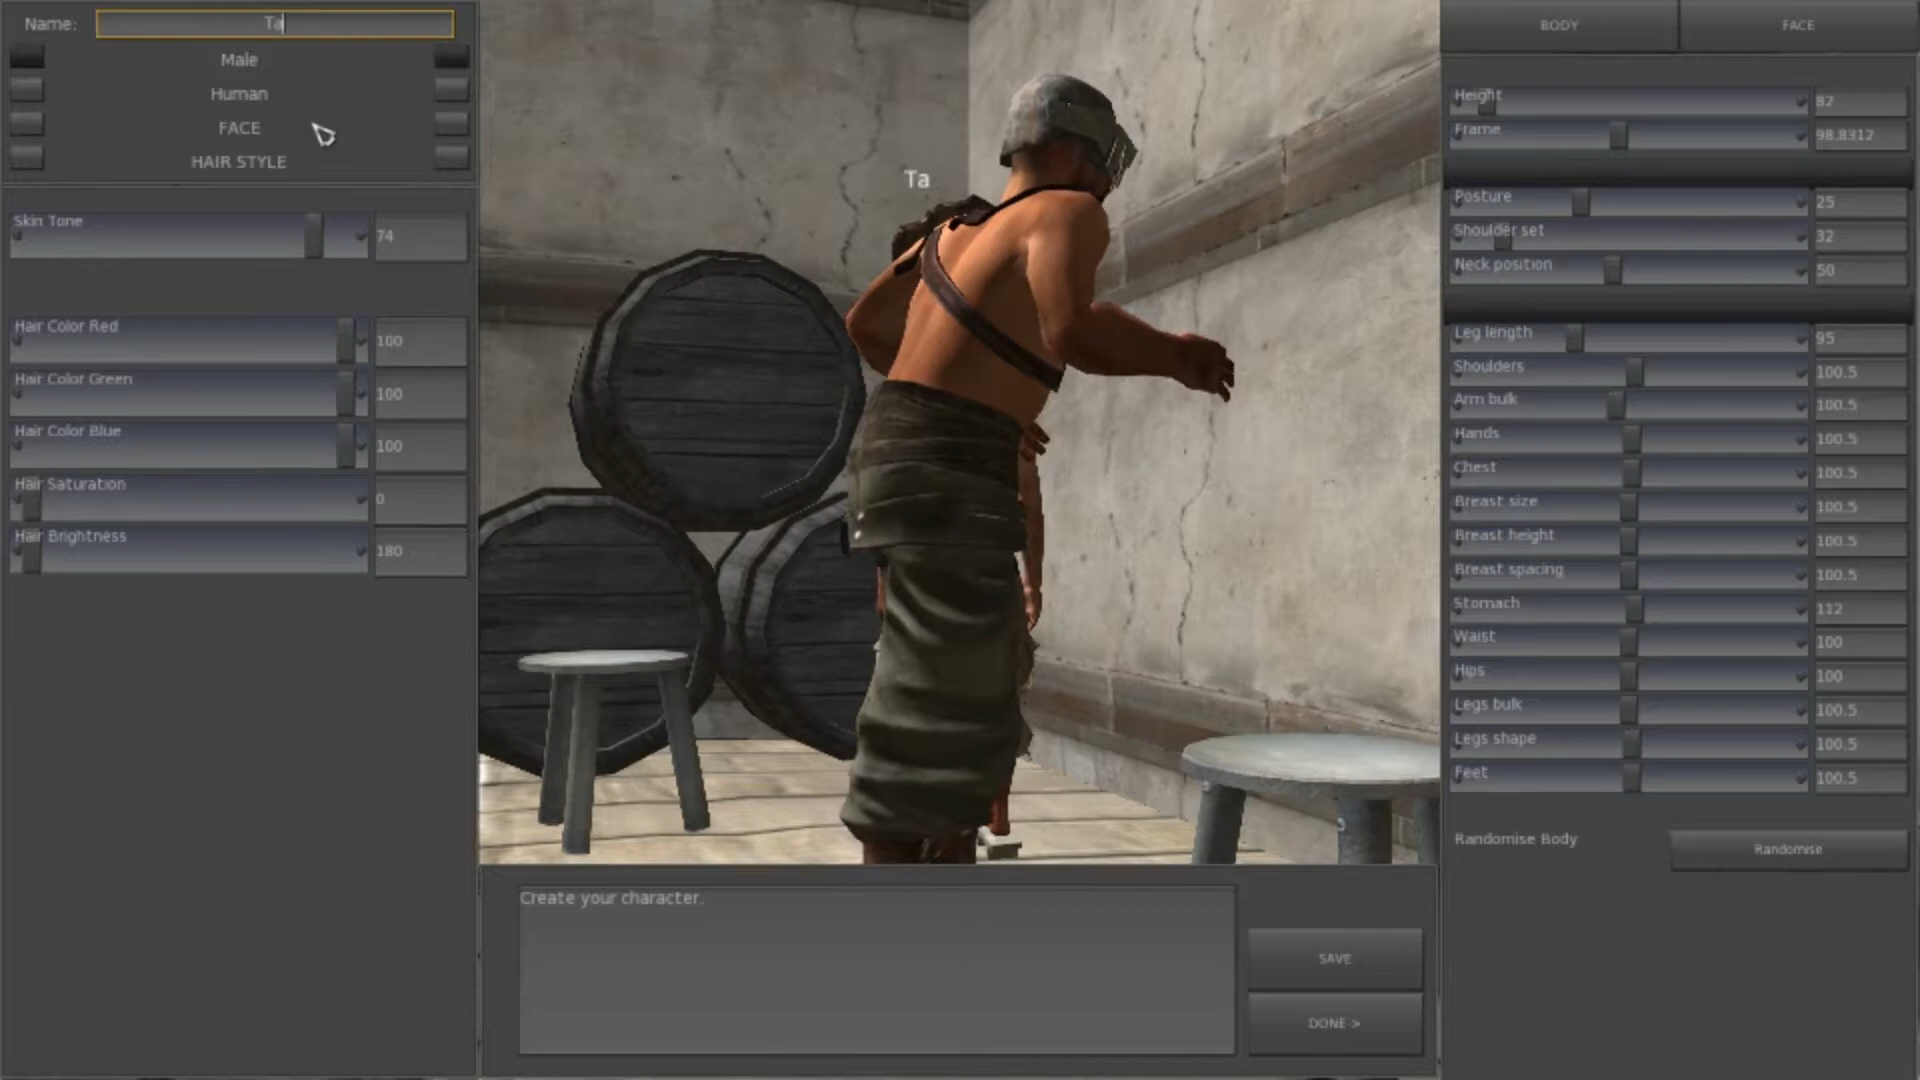 Name: Ta
Male
Human
FACE
HAIR STYLE
Skin Tone 74
Hair Color Red 100
Hair Color Green 100
Hair Color Blue 100
Hair Saturation 0
Hair Brightness 180
Ta
Create your character.
SAVE
DONE >
BODY FACE
Height 82
Frame 98.8312
Posture 25
Shoulder set 32
Neck position 50
Leg length 95
Shoulders 100.5
Arm bulk 100.5
Hands 100.5
Chest 100.5
Breast size 100.5
Breast height 100.5
Breast spacing 100.5
Stomach 112
Waist 100
Hips 100
Legs bulk 100.5
Legs shape 100.5
Feet 100.5
Randomise Body Randomise